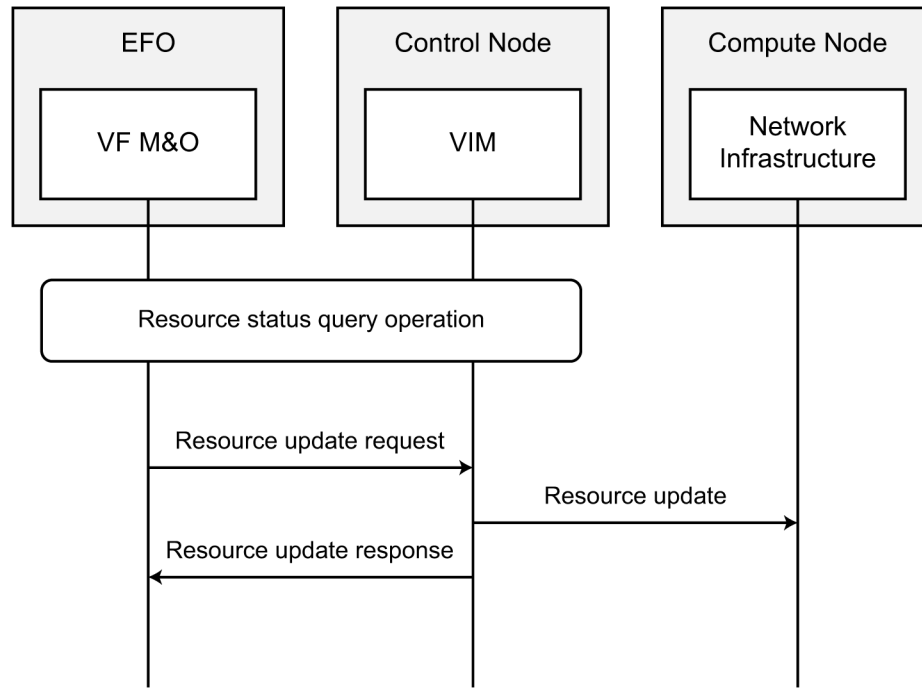 EFO
Control Node
Compute Node
VF M&O
VIM
Network
Infrastructure
Resource status query operation
Resource update request
Resource update
Resource update response